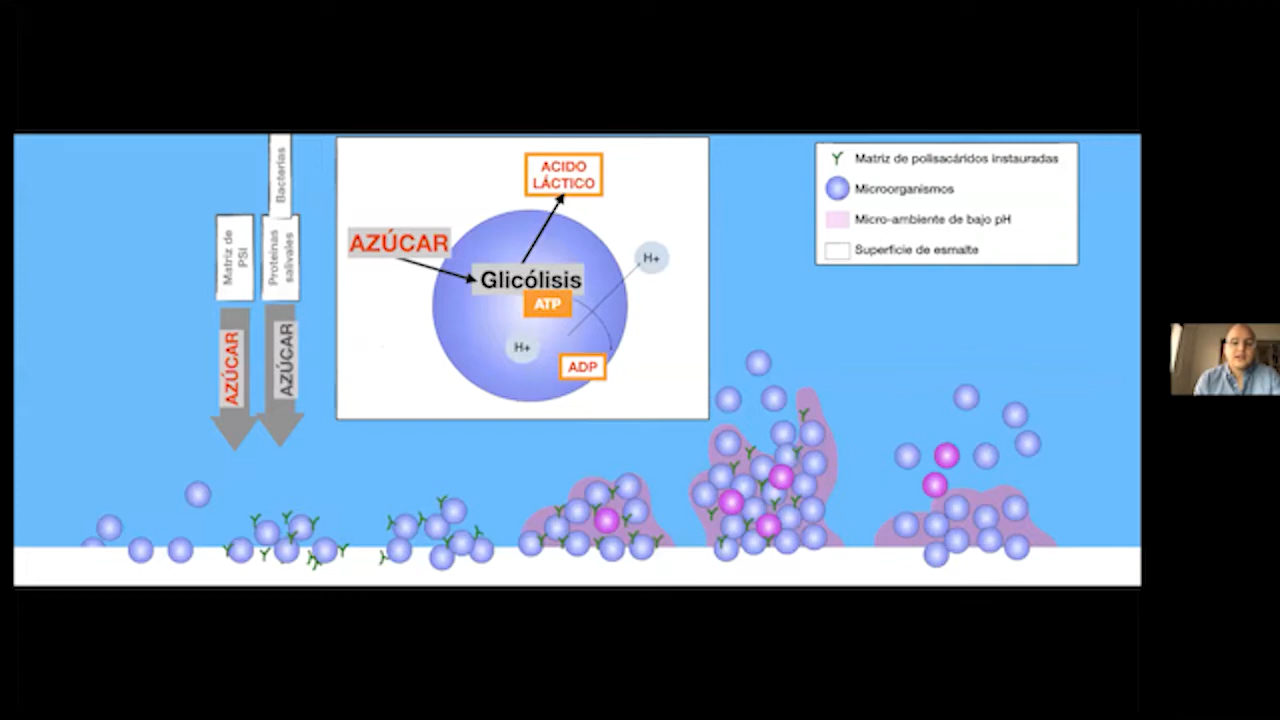 Bacterias
Matriz de
PSI
Proteínas
salivales
AZÚCAR
AZÚCAR
ACIDO
LÁCTICO
AZÚCAR
Glicólisis
ATP
H+
H+
ADP
Matriz de polisacáridos instauradas
Microorganismos
Micro-ambiente de bajo pH
Superficie de esmalte